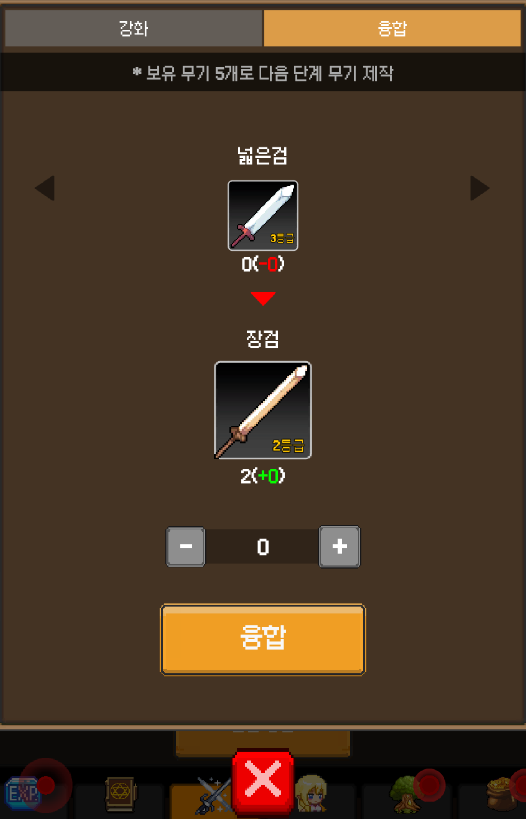 강화
융합
* 보유 무기 5개로 다음 단계 무기 제작
넓은검
3등급
0(-0)
장검
2등급
2(+0)
-
0
+
융합
EXP